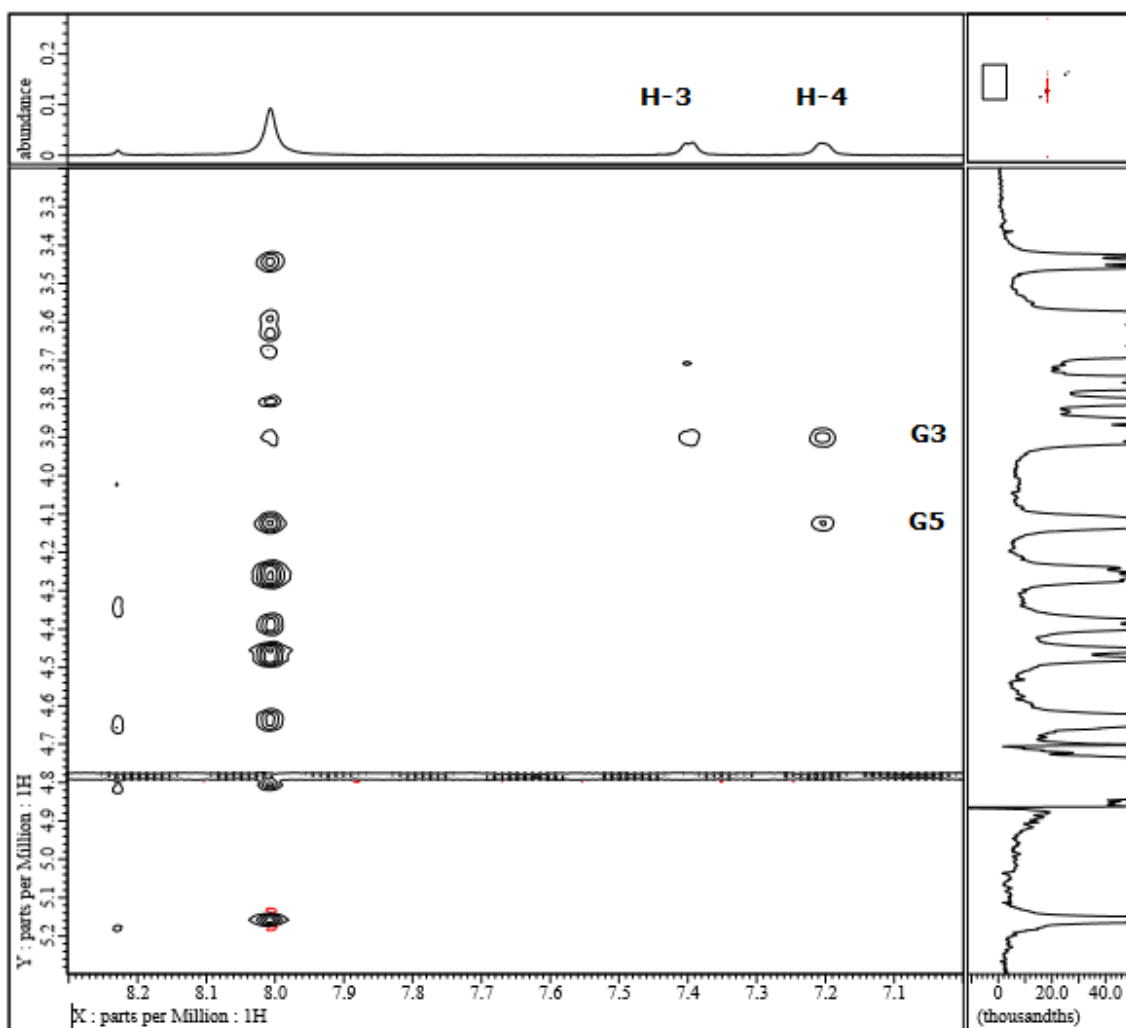 abundance
0.2
0.1
0
H-3
H-4
3.3
3.4
3.5
3.6
3.7
3.8
3.9
4.0
4.1
4.2
4.3
4.4
4.5
4.6
4.7
4.8
4.9
5.0
5.1
5.2
G3
G5
Y : parts per Million : 1H
8.2 8.1 8.0 7.9 7.8 7.7 7.6 7.5 7.4 7.3 7.2 7.1
X : parts per Million : 1H
0 20.0 40.0
(thousandths)